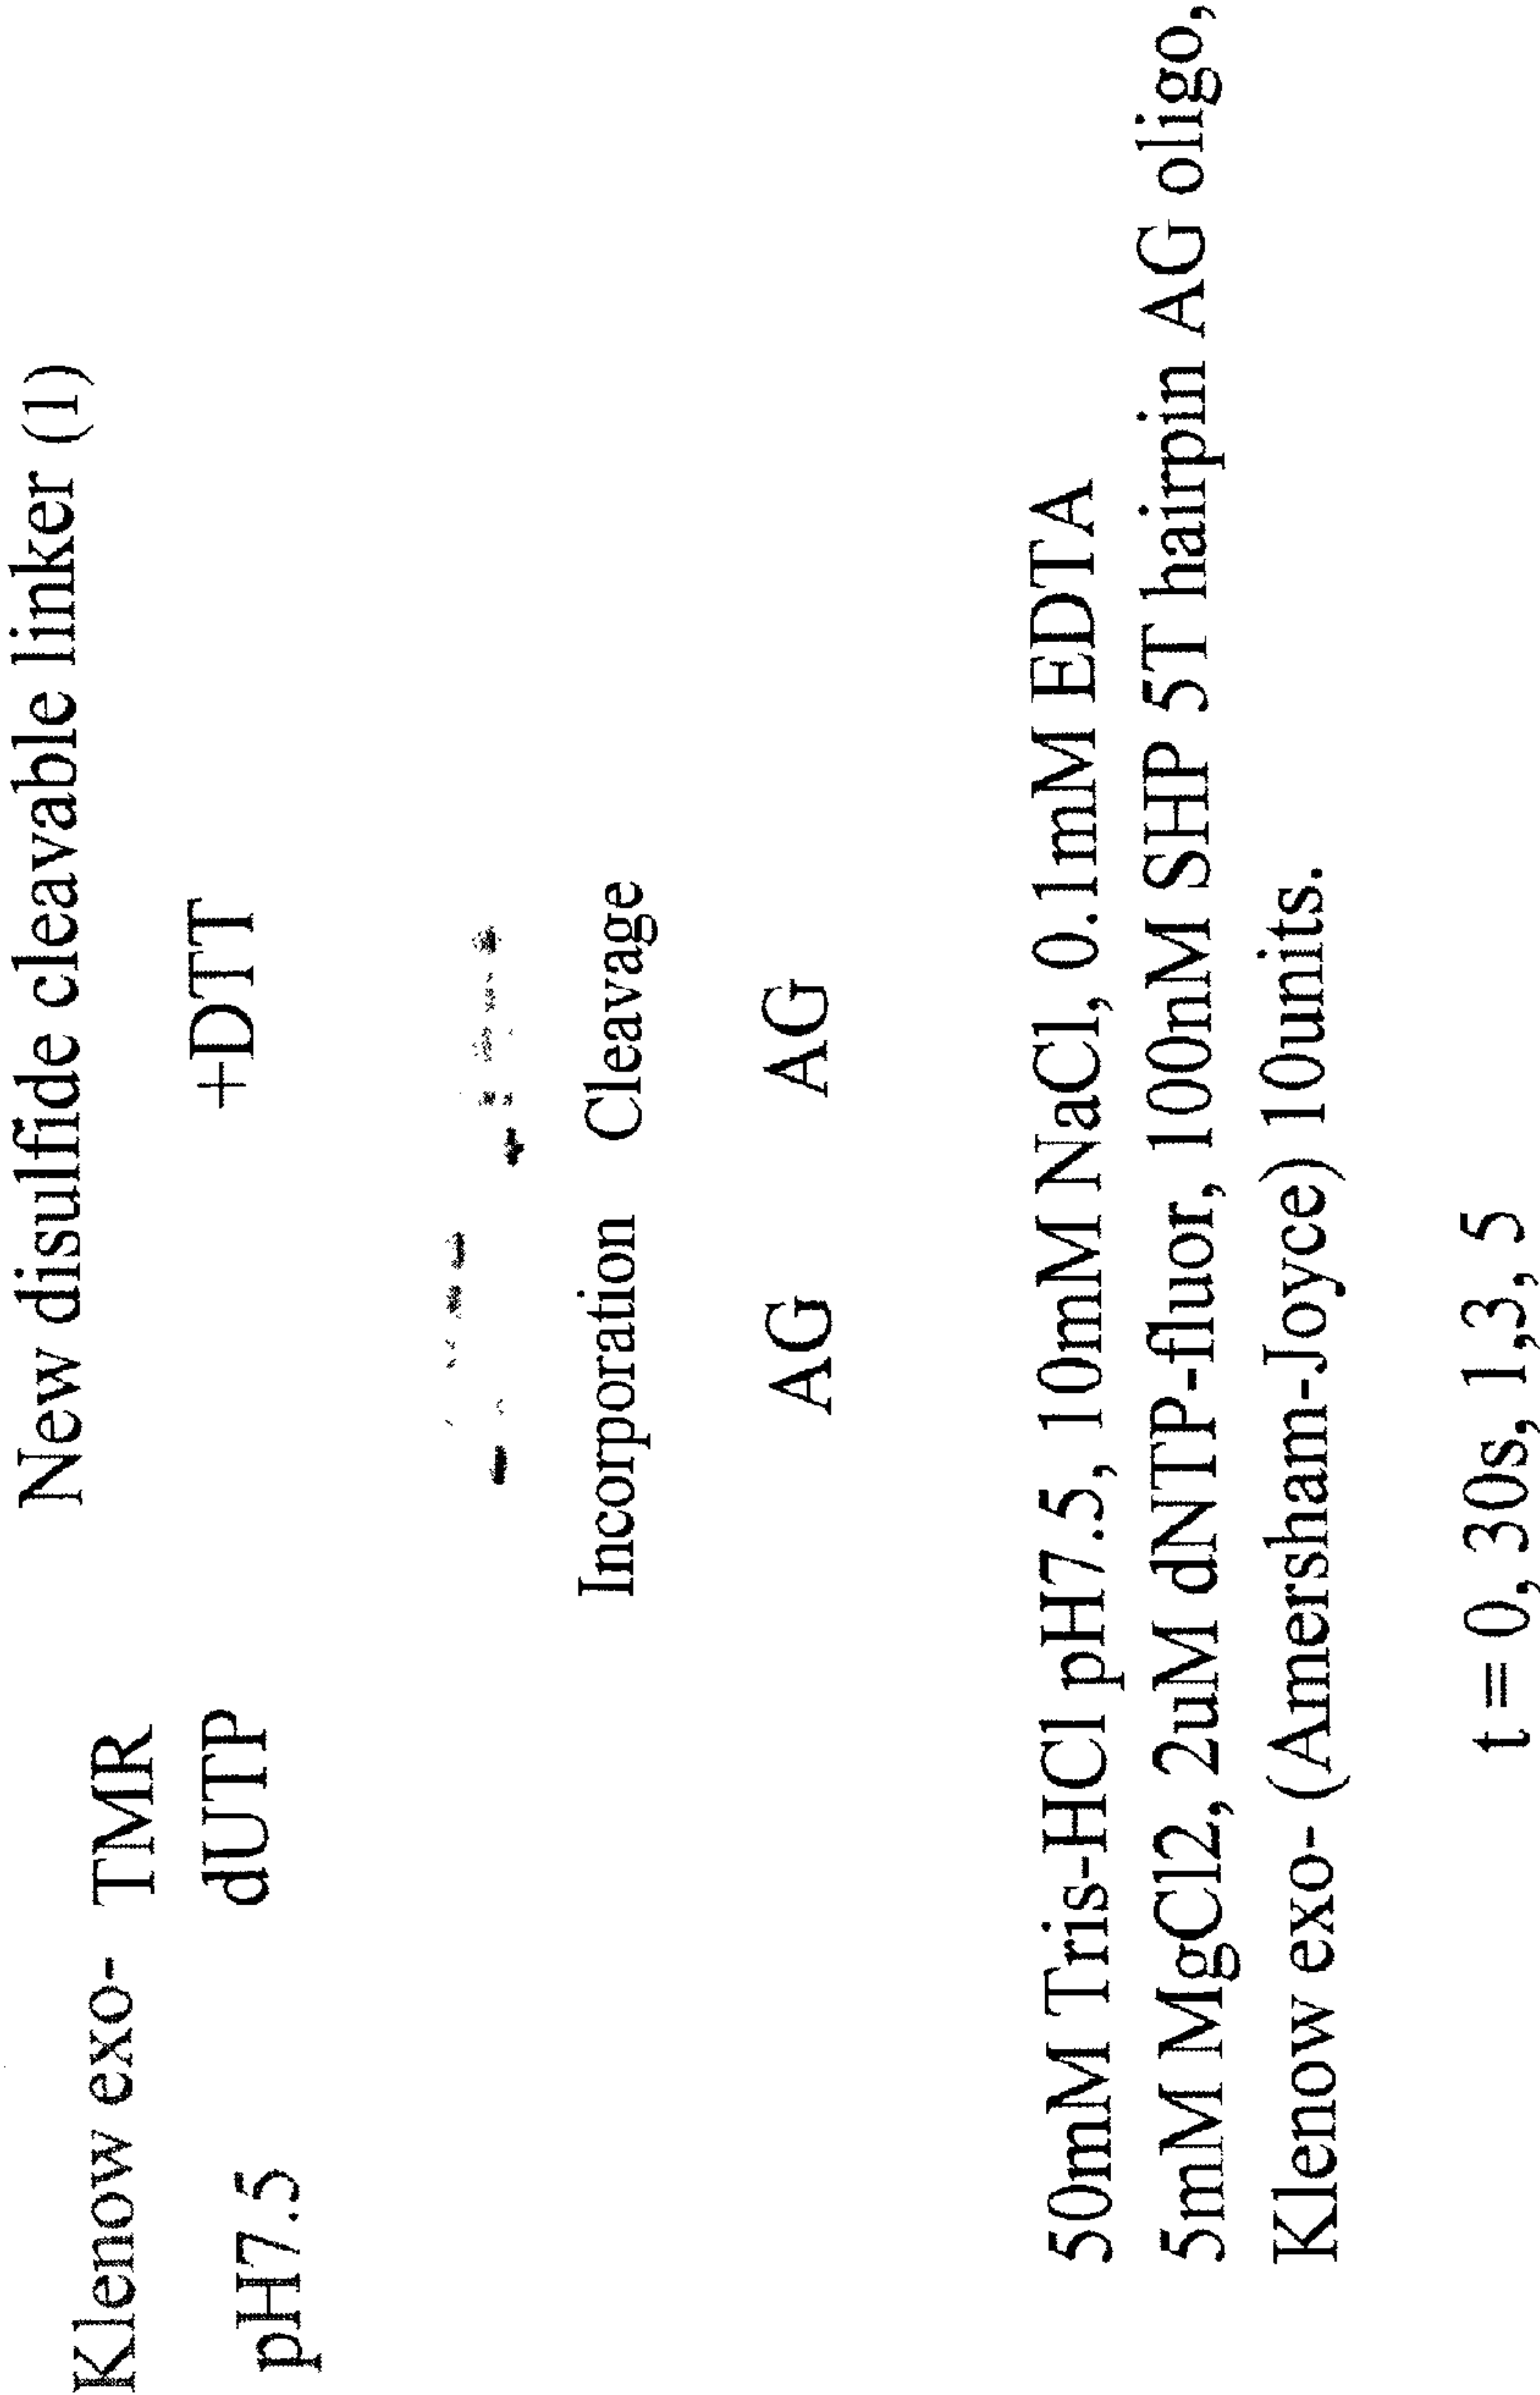 New disulfide cleavable linker (1)
Klenow exo- TMR
dUTP
+DTT
pH7.5
Incorporation Cleavage
AG AG
50mM Tris-HCl pH7.5, 10mM NaCl, 0.1mM EDTA
5mM MgCl2, 2uM dNTP-fluor, 100nM SHP 5T hairpin AG oligo,
Klenow exo- (Amersham-Joyce) 10units.
t = 0, 30s, 1,3, 5